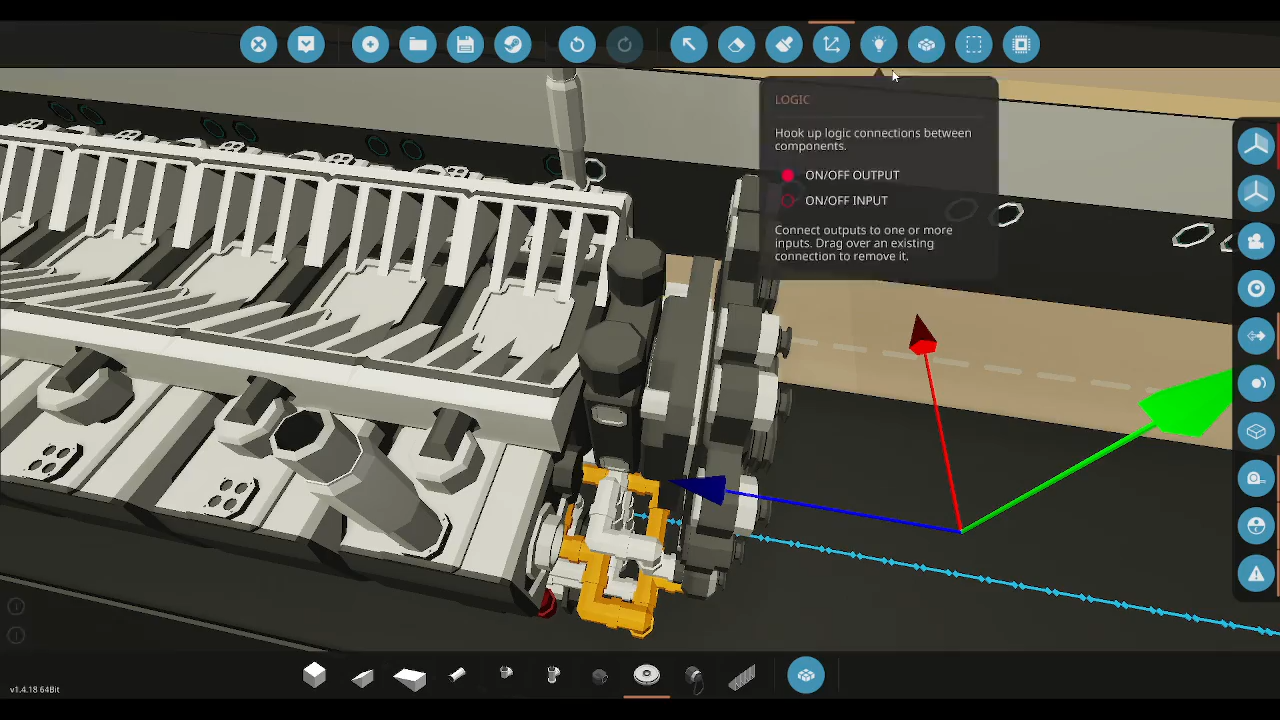 LOGIC
Hook up logic connections between
components.
ON/OFF OUTPUT
ON/OFF INPUT
Connect outputs to one or more
inputs. Drag over an existing
connection to remove it.
v1.4.18 64Bit